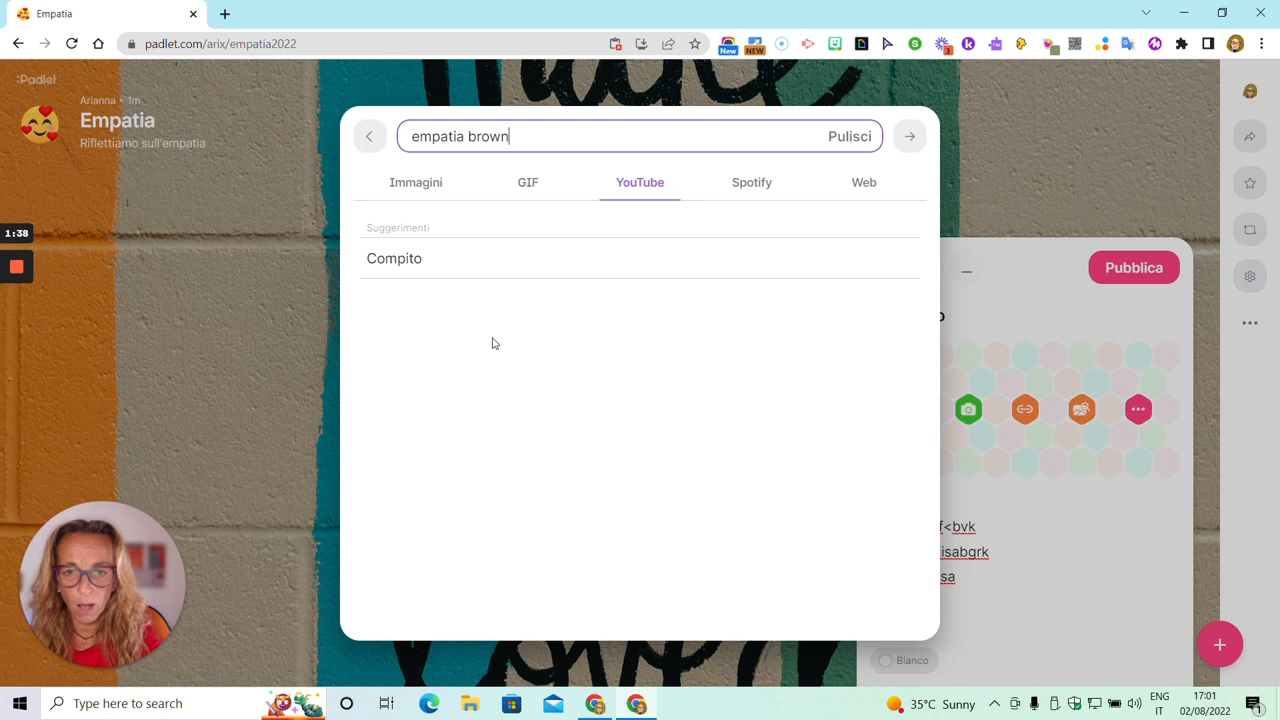 Empatia
padlet.com/arix/empatia2022
New
NEW
3
:Padlet
Arianna • 1m
Empatia
Riflettiamo sull'empatia
empatia brown
Pulisci
Immagini
GIF
YouTube
Spotify
Web
Suggerimenti
Compito
1:38
Pubblica
o
f<bvk
isabgrk
sa
Bianco
Type here to search
35°C Sunny
ENG
IT
17:01
02/08/2022
1